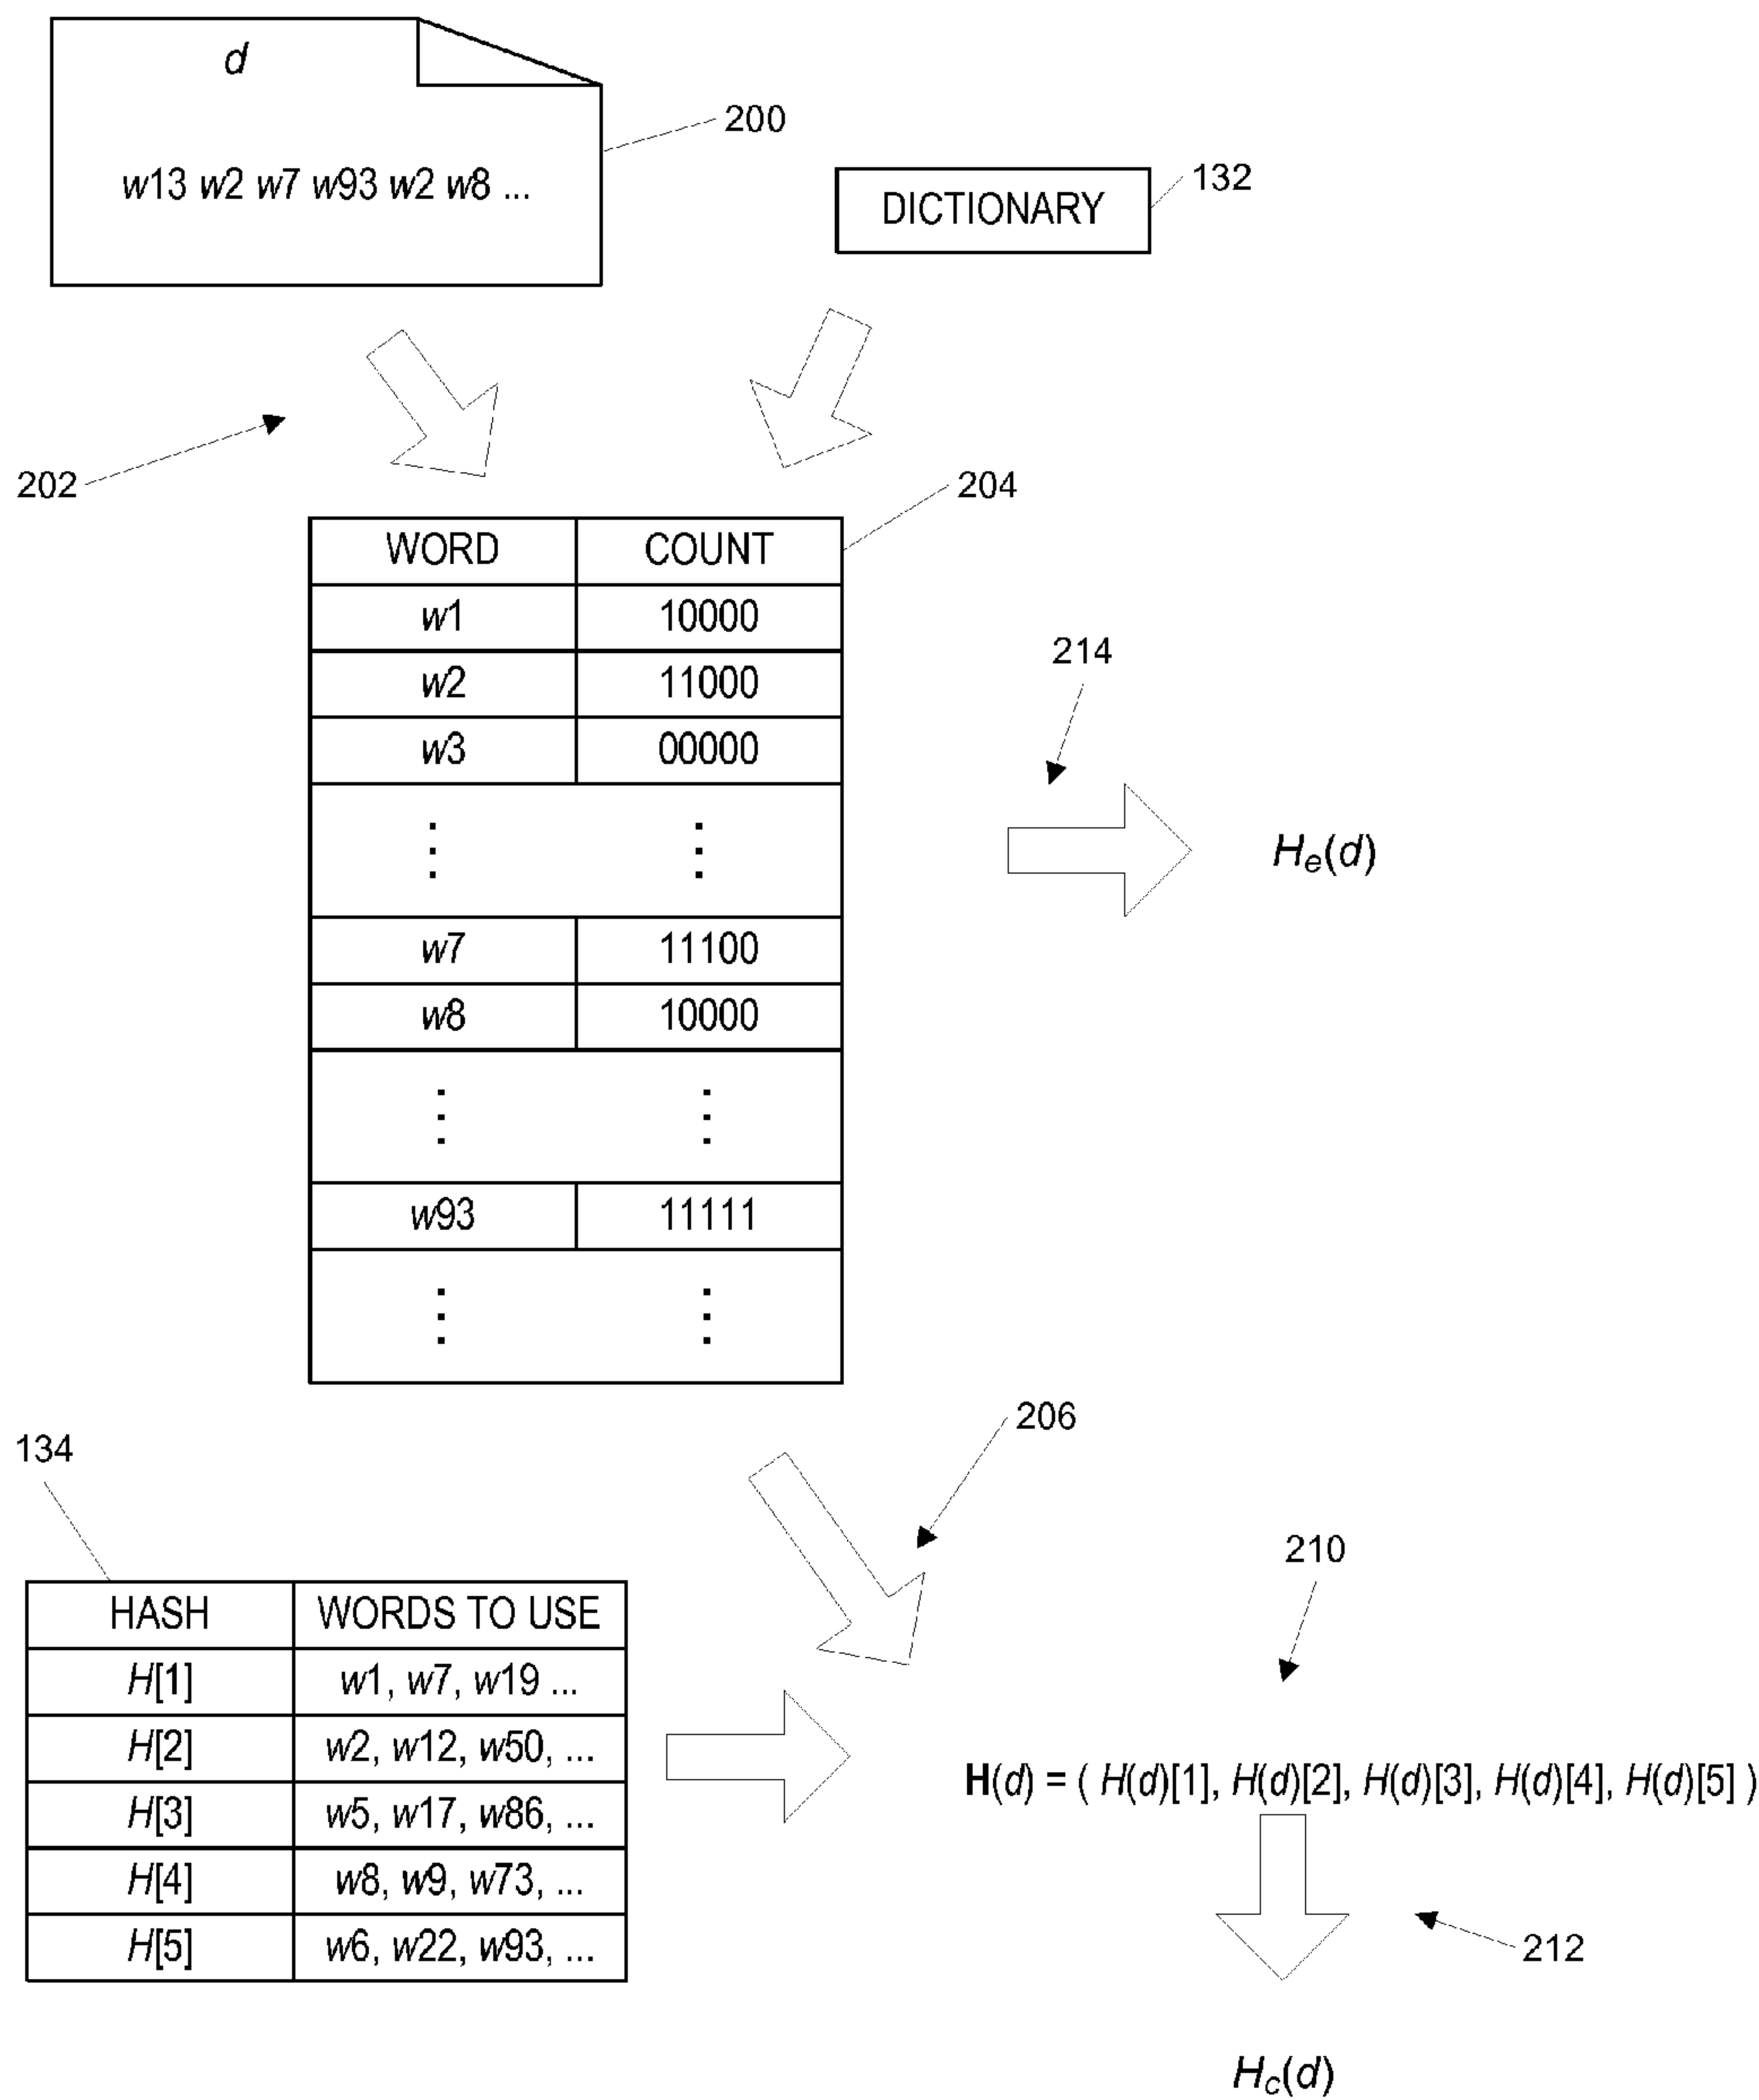 d
200
w13 w2 w7 w93 w2 w8 ...
132
DICTIONARY
202
204
WORD COUNT
w1 10000
w2 11000
w3 00000
214
He(d)
w7 11100
w8 10000
w93 11111
206
134
210
HASH WORDS TO USE
H[1] w1, w7, w19 ...
H[2] w2, w12, w50, ...
H[3] w5, w17, w86, ...
H[4] w8, w9, w73, ...
H[5] w6, w22, w93, ...
H(d) = ( H(d)[1], H(d)[2], H(d)[3], H(d)[4], H(d)[5] )
212
Hc(d)